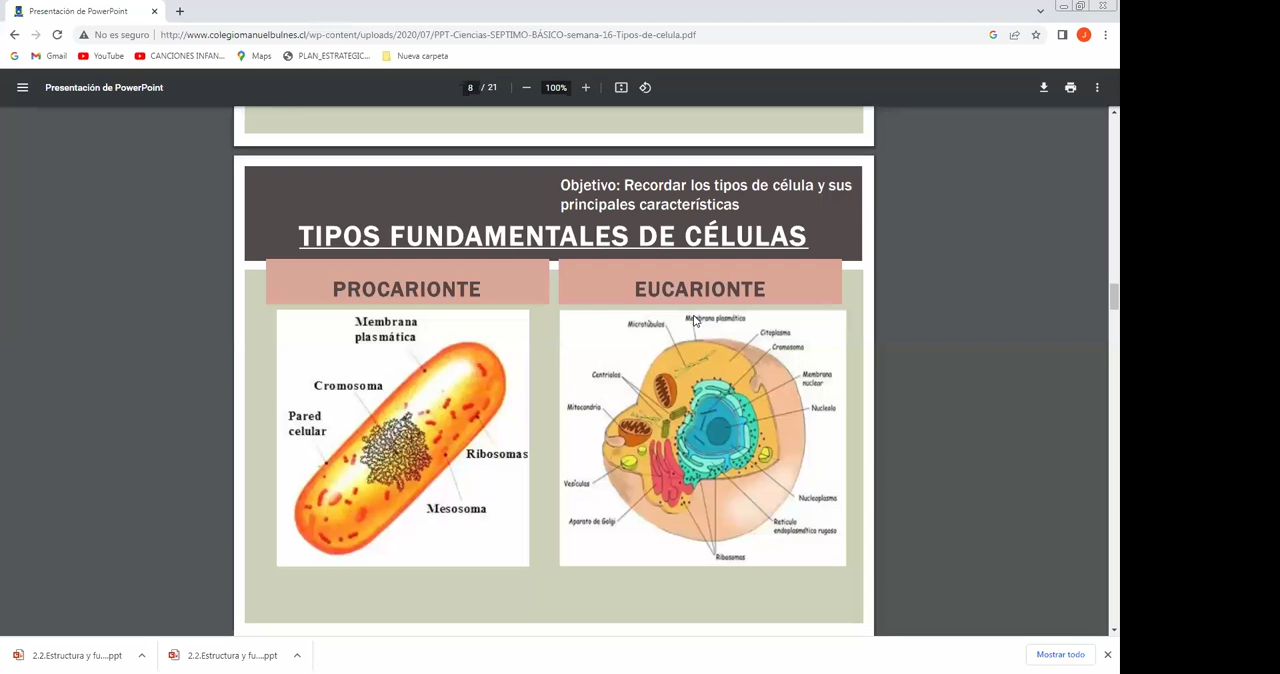 Presentación de PowerPoint
No es seguro
http://www.colegiomanuelbulnes.cl/wp-content/uploads/2020/07/PPT-Ciencias-SEPTIMO-BÁSICO-semana-16-Tipos-de-celula.pdf
J
Gmail
YouTube
CANCIONES INFAN...
Maps
PLAN_ESTRATEGIC...
Nueva carpeta
Presentación de PowerPoint
8 / 21
100%
Objetivo: Recordar los tipos de célula y sus
principales características
TIPOS FUNDAMENTALES DE CÉLULAS
PROCARIONTE
Membrana
plasmática
Cromosoma
Pared
celular
Ribosomas
Mesosoma
EUCARIONTE
Membrana plasmática
Microtúbulos
Citoplasma
Cromosoma
Centriolos
Membrana
nuclear
Mitocondria
Nucleolo
Vesículas
Nucleoplasma
Aparato de Golgi
Retículo
endoplasmático rugoso
Ribosomas
2.2.Estructura y fu....ppt
2.2.Estructura y fu....ppt
Mostrar todo